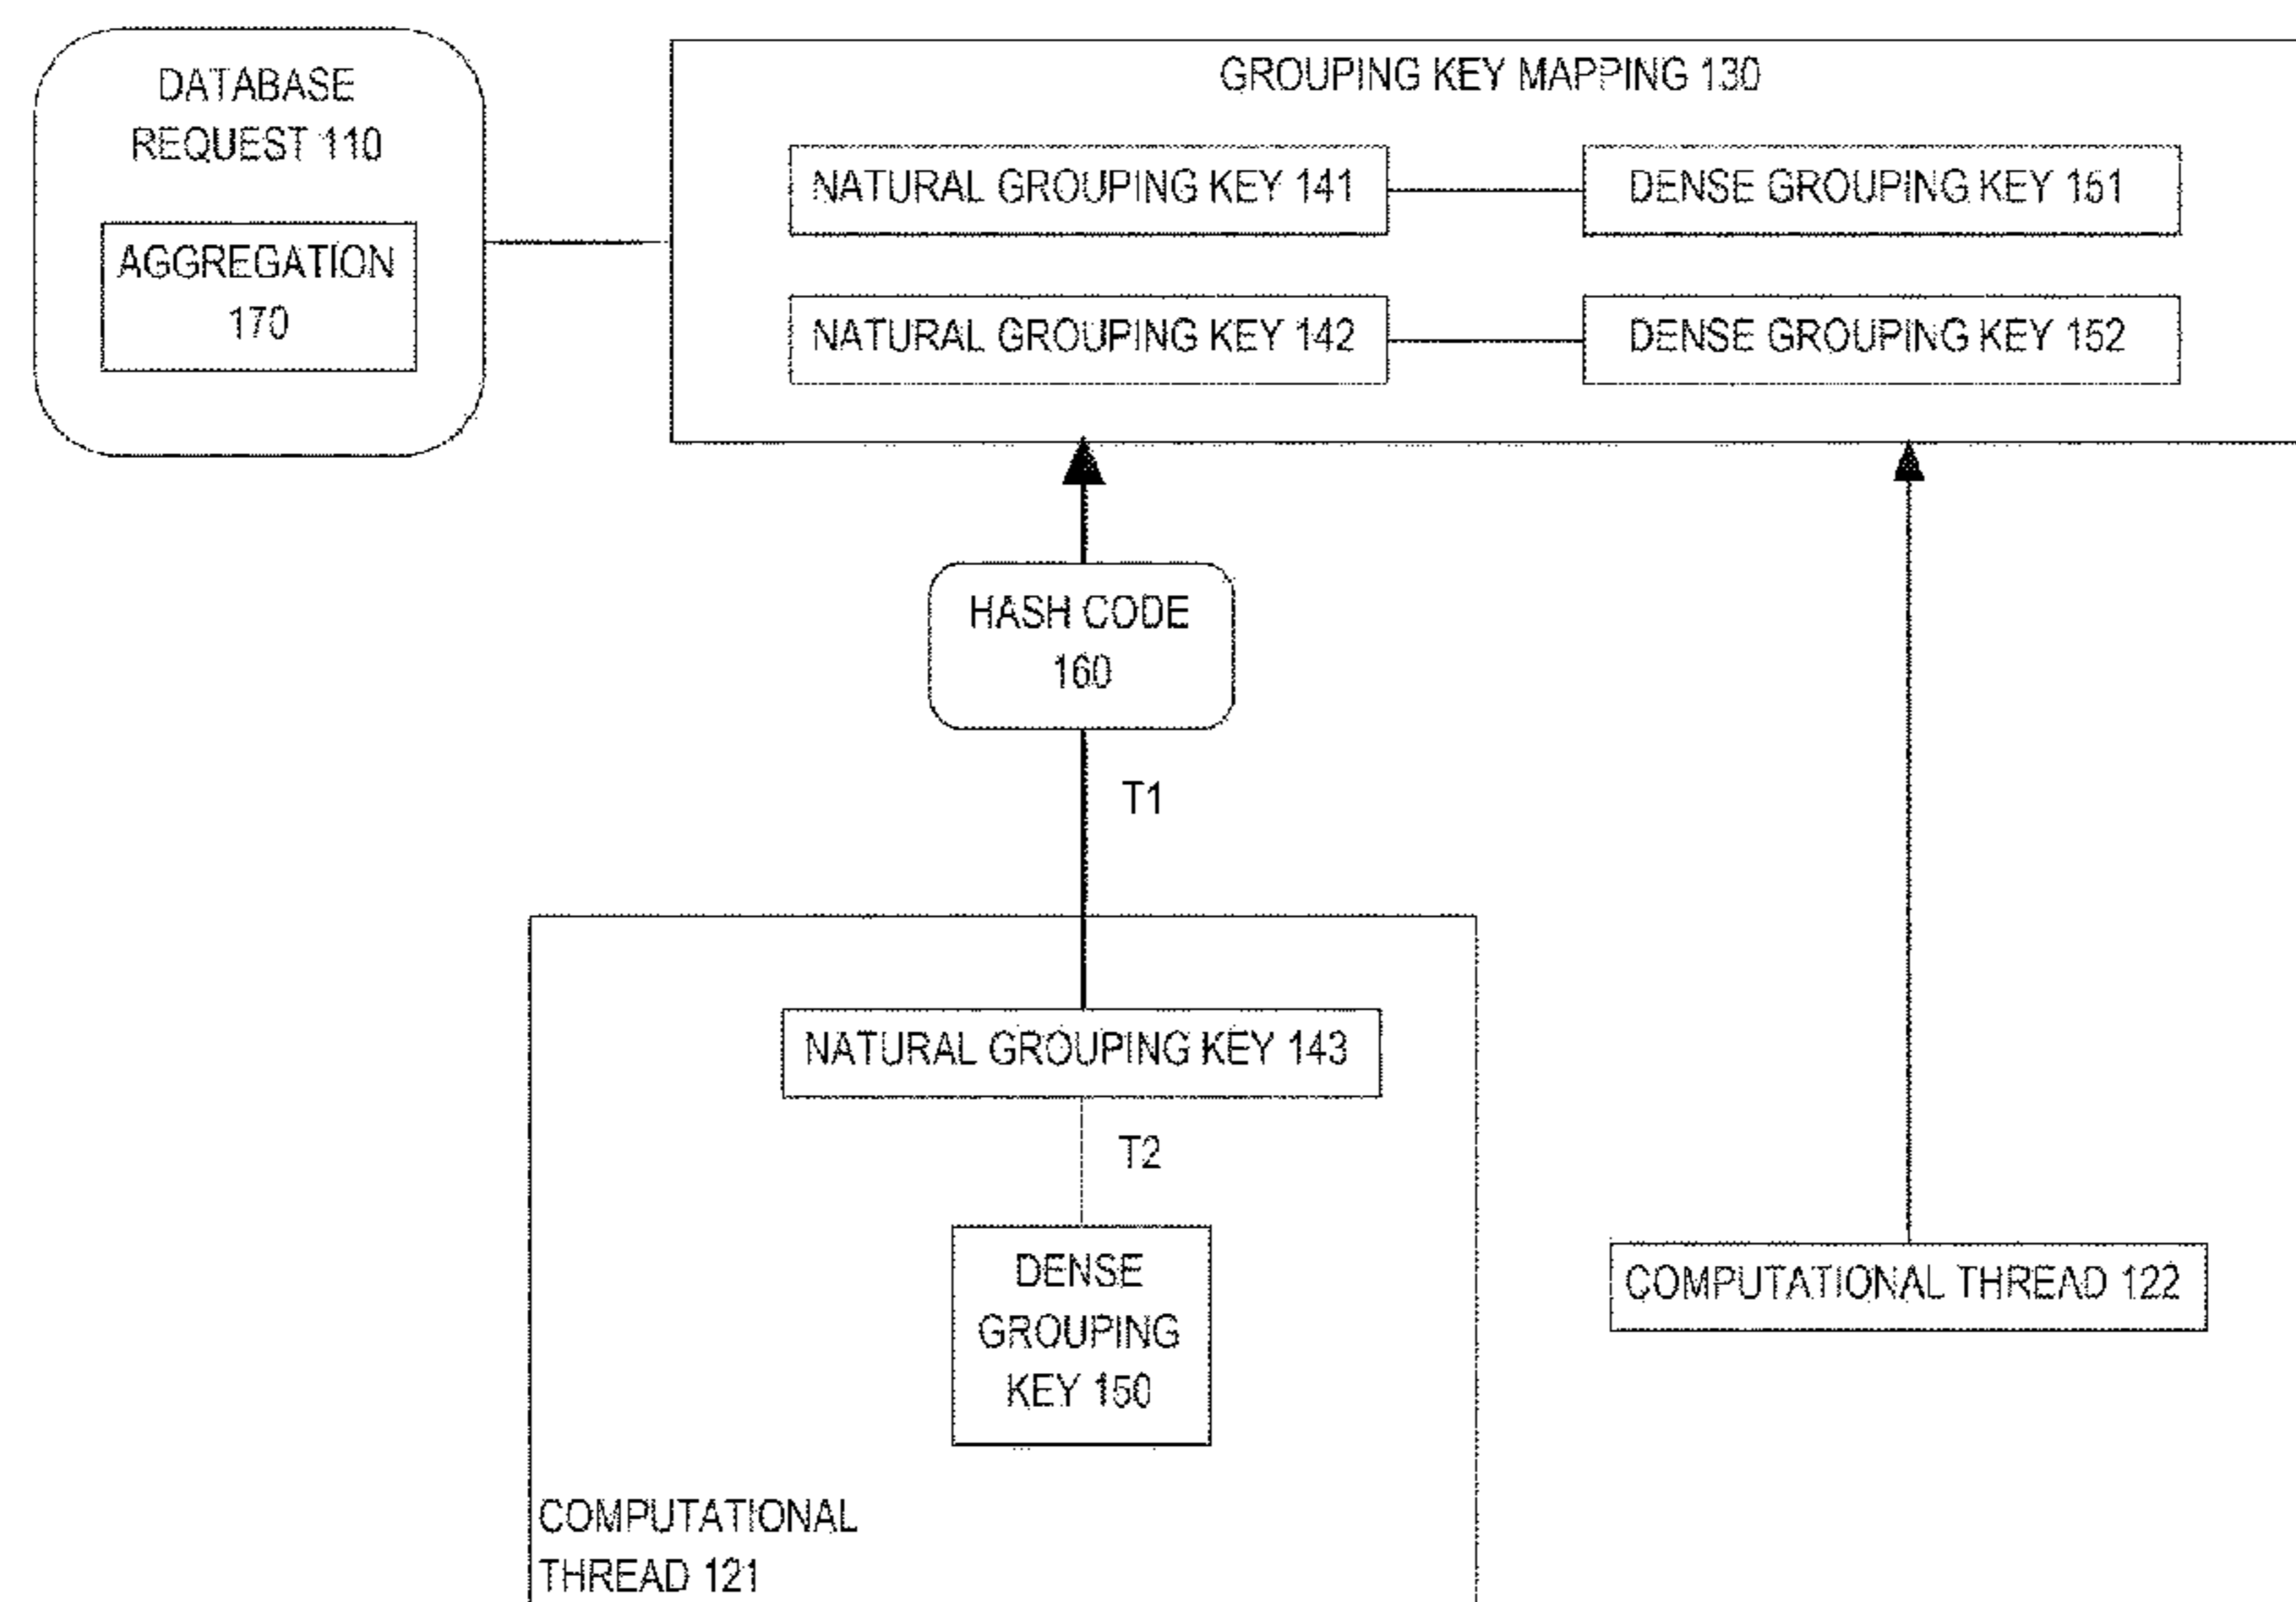 DATABASE
REQUEST 110
AGGREGATION
170
GROUPING KEY MAPPING 130
NATURAL GROUPING KEY 141
DENSE GROUPING KEY 151
NATURAL GROUPING KEY 142
DENSE GROUPING KEY 152
HASH CODE
160
T1
NATURAL GROUPING KEY 143
T2
DENSE
GROUPING
KEY 150
COMPUTATIONAL
THREAD 121
COMPUTATIONAL THREAD 122